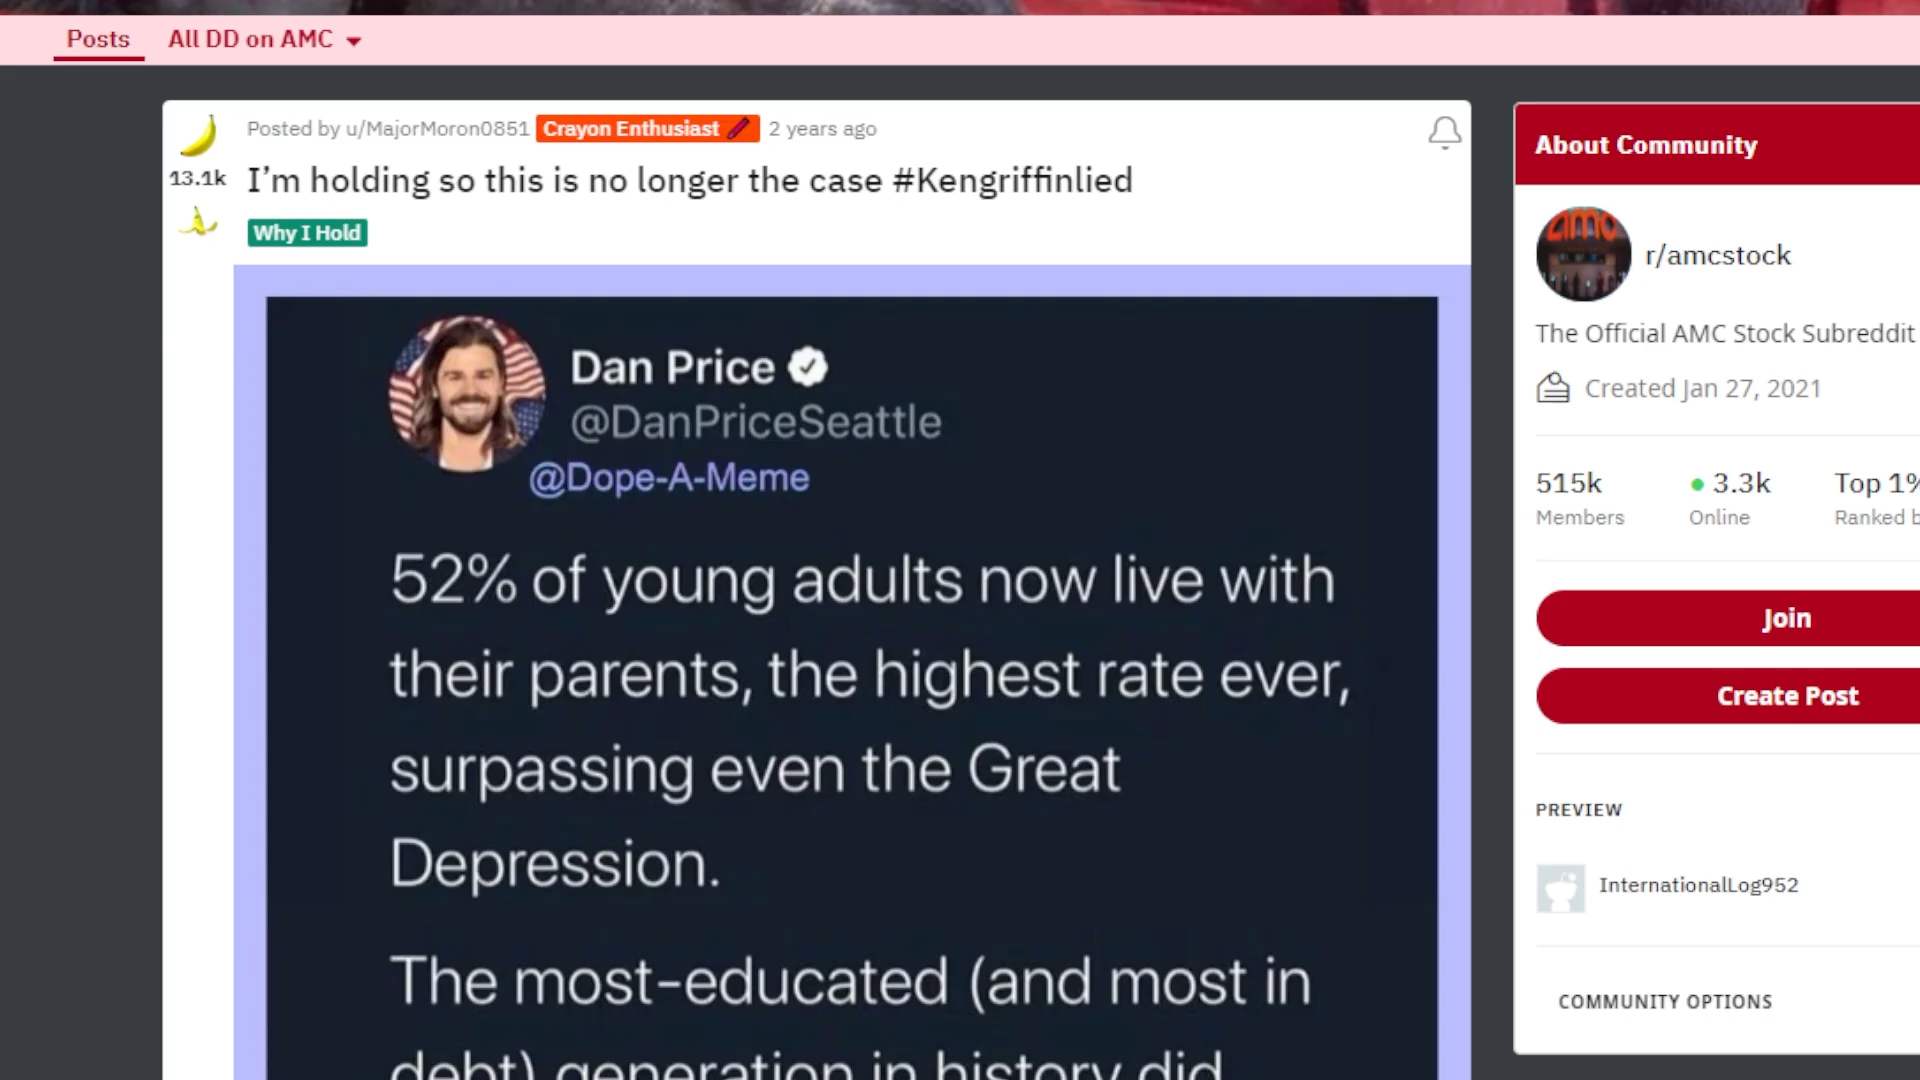 Posts All DD on AMC
Posted by u/MajorMoron0851 Crayon Enthusiast 2 years ago
13.1k I’m holding so this is no longer the case #Kengriffinlied
Why I Hold
Dan Price
@DanPriceSeattle
@Dope-A-Meme
52% of young adults now live with
their parents, the highest rate ever,
surpassing even the Great
Depression.
The most-educated (and most in
debt) generation in history did
About Community
amc
r/amcstock
The Official AMC Stock Subreddit
Created Jan 27, 2021
515k 3.3k Top 1%
Members Online Ranked
Join
Create Post
PREVIEW
InternationalLog952
COMMUNITY OPTIONS